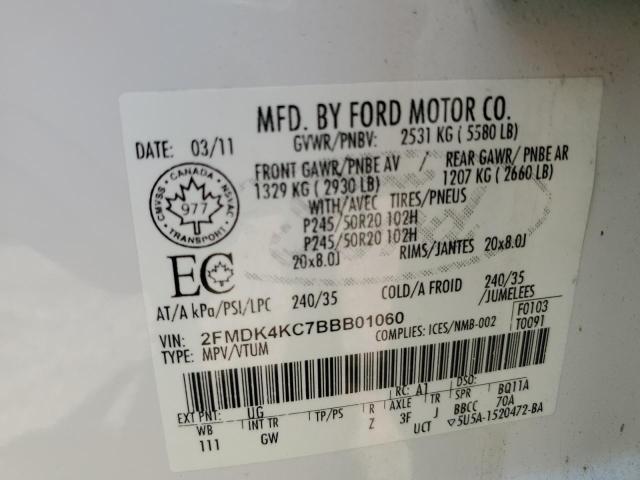 MFD. BY FORD MOTOR CO.
DATE: 03/11 GVWR/PNBV: 2531 KG ( 5580 LB)
FRONT GAWR/PNBE AV / REAR GAWR/ PNBE AR
1329 KG ( 2930 LB) 1207 KG ( 2660 LB)
WITH/AVEC TIRES/PNEUS
P245/50R20 102H
P245/50R20 102H
20x8.0J RIMS/JANTES 20x8.0J
CANADA
CMVSS NSVAC
977
TRANSPORT
EC
AT/A kPa/PSI/LPC 240/35 COLD/A FROID 240/35
/JUMELEES
VIN: 2FMDK4KC7BBB01060 F0103
TYPE: MPV/VTUM COMPLIES: ICES/NMB-002 T0091
EXT PNT: UG RC: A1 DSO:
WB INT TR TP/PS R AXLE TR SPR BQ11A
111 GW Z 3F J BBCC 70A
UCT 5U5A-1520472-BA